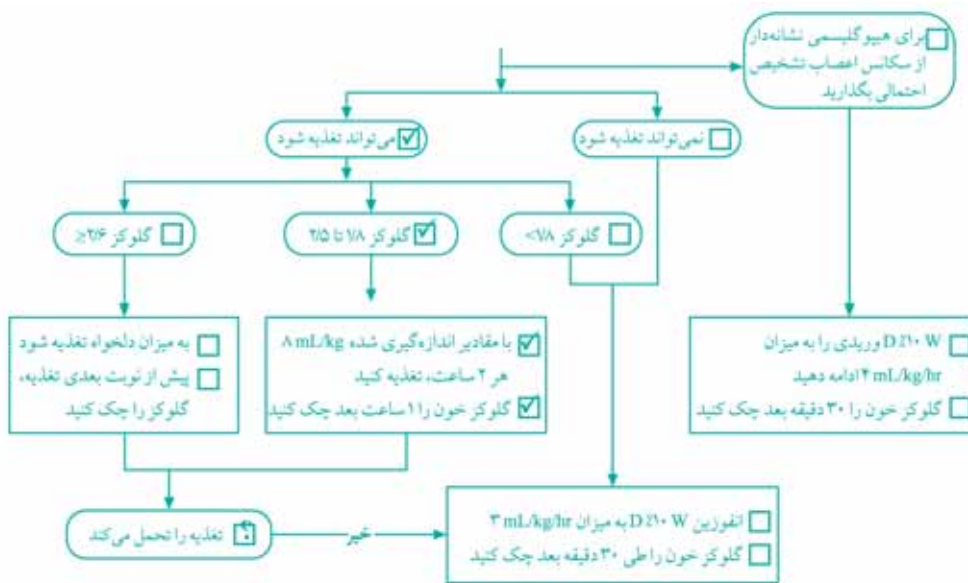 برای هیپوگلیسمی نشانه‌دار
از سکانس اعصاب تشخیص
احتمالی بگذارید
نمی‌تواند تغذیه شود
می‌تواند تغذیه شود
گلوکز ۱/۸>
گلوکز ۱/۸ تا ۲/۵
گلوکز ۲/۶≤
D٪۱۰ W وریدی را به میزان
۴ mL/kg/hr ادامه دهید
گلوکز خون را ۳۰ دقیقه بعد چک کنید
با مقادیر اندازه‌گیری شده ۸ mL/kg
هر ۲ ساعت، تغذیه کنید
گلوکز خون را ۱ ساعت بعد چک کنید
به میزان دلخواه تغذیه شود
پیش از نوبت بعدی تغذیه،
گلوکز را چک کنید
انفوزین D٪۱۰ W به میزان ۳ mL/kg/hr
گلوکز خون را طی ۳۰ دقیقه بعد چک کنید
خیر
؟ تغذیه را تحمل می‌کند